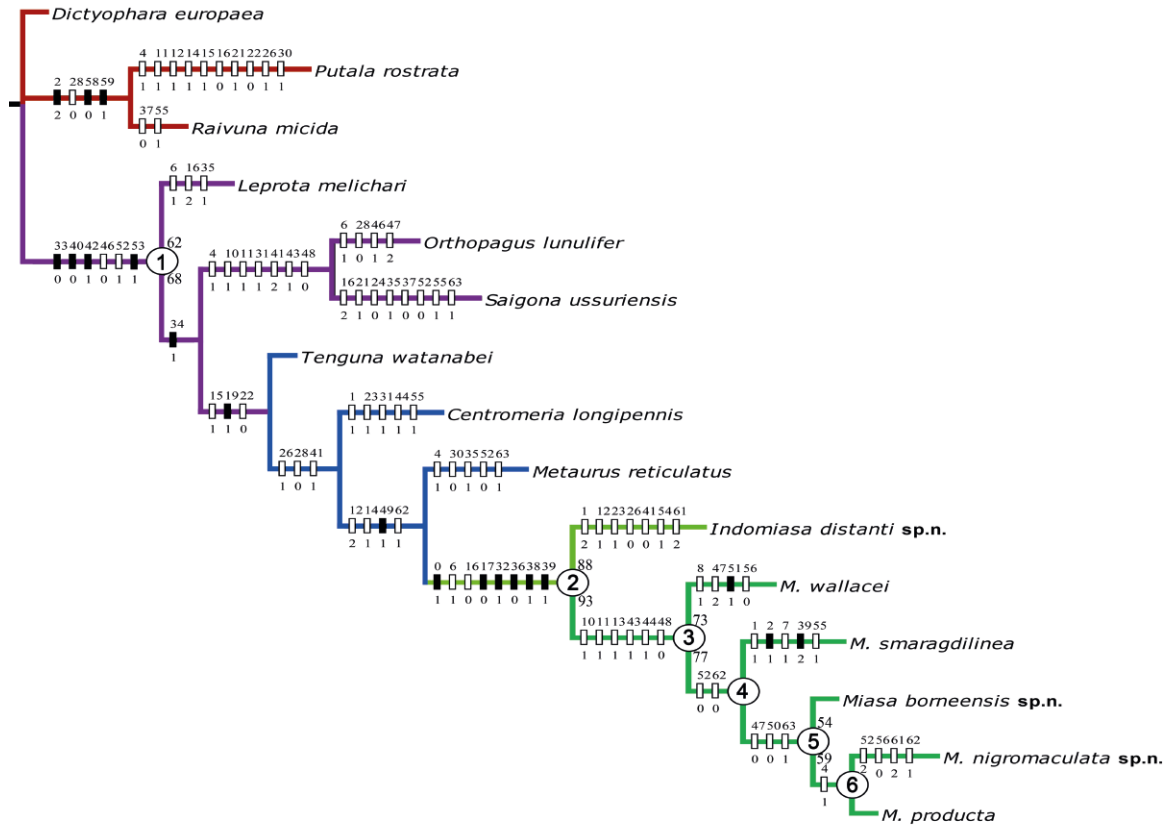 Dictyophara europaea
4 11 12 14 15 16 21 22 26 30
1 1 1 1 1 0 1 0 1 1
Putala rostrata
2 28 58 59
2 0 0 1
37 55
0 1
Raivuna micida
6 16 35
1 2 1
Leprota melichari
33 40 42 46 52 53
0 0 1 0 1 1
1
62
68
4 10 11 31 41 43 48
1 1 1 1 2 1 0
6 28 46 47
1 0 1 2
Orthopagus lunulifer
16 21 24 35 37 52 55 63
2 1 0 1 0 0 1 1
Saigona ussuriensis
34
1
Tenguna watanabei
15 19 22
1 1 0
1 23 31 44 55
1 1 1 1 1
Centromeria longipennis
26 28 41
1 0 1
4 30 35 52 63
1 0 1 0 1
Metaurus reticulatus
12 14 49 62
2 1 1 1
1 12 23 26 41 54 61
2 1 1 0 0 1 2
Indomiasa distanti sp.n.
0 6 16 17 32 36 38 39
1 1 0 0 1 0 1 1
2
88
93
8 47 51 56
1 2 1 0
M. wallacei
10 11 13 43 44 48
1 1 1 1 1 0
3
73
77
1 2 7 39 55
1 1 1 2 1
M. smaragdilinea
52 62
0 0
4
Miasa borneensis sp.n.
47 50 63
0 0 1
5
54
59
52 56 61 62
2 0 2 1
M. nigromaculata sp.n.
4
1
6
M. producta